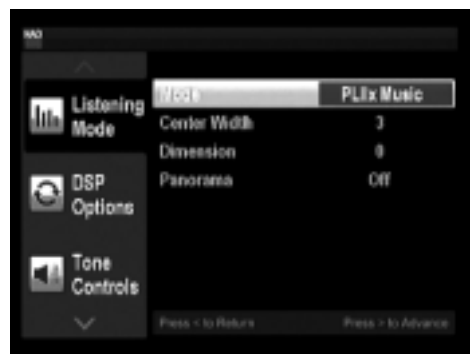 NAD
Listening
Mode
DSP
Options
Tone
Controls
Mode PLIIx Music
Center Width 3
Dimension 0
Panorama Off
Press < to Return Press > to Advance